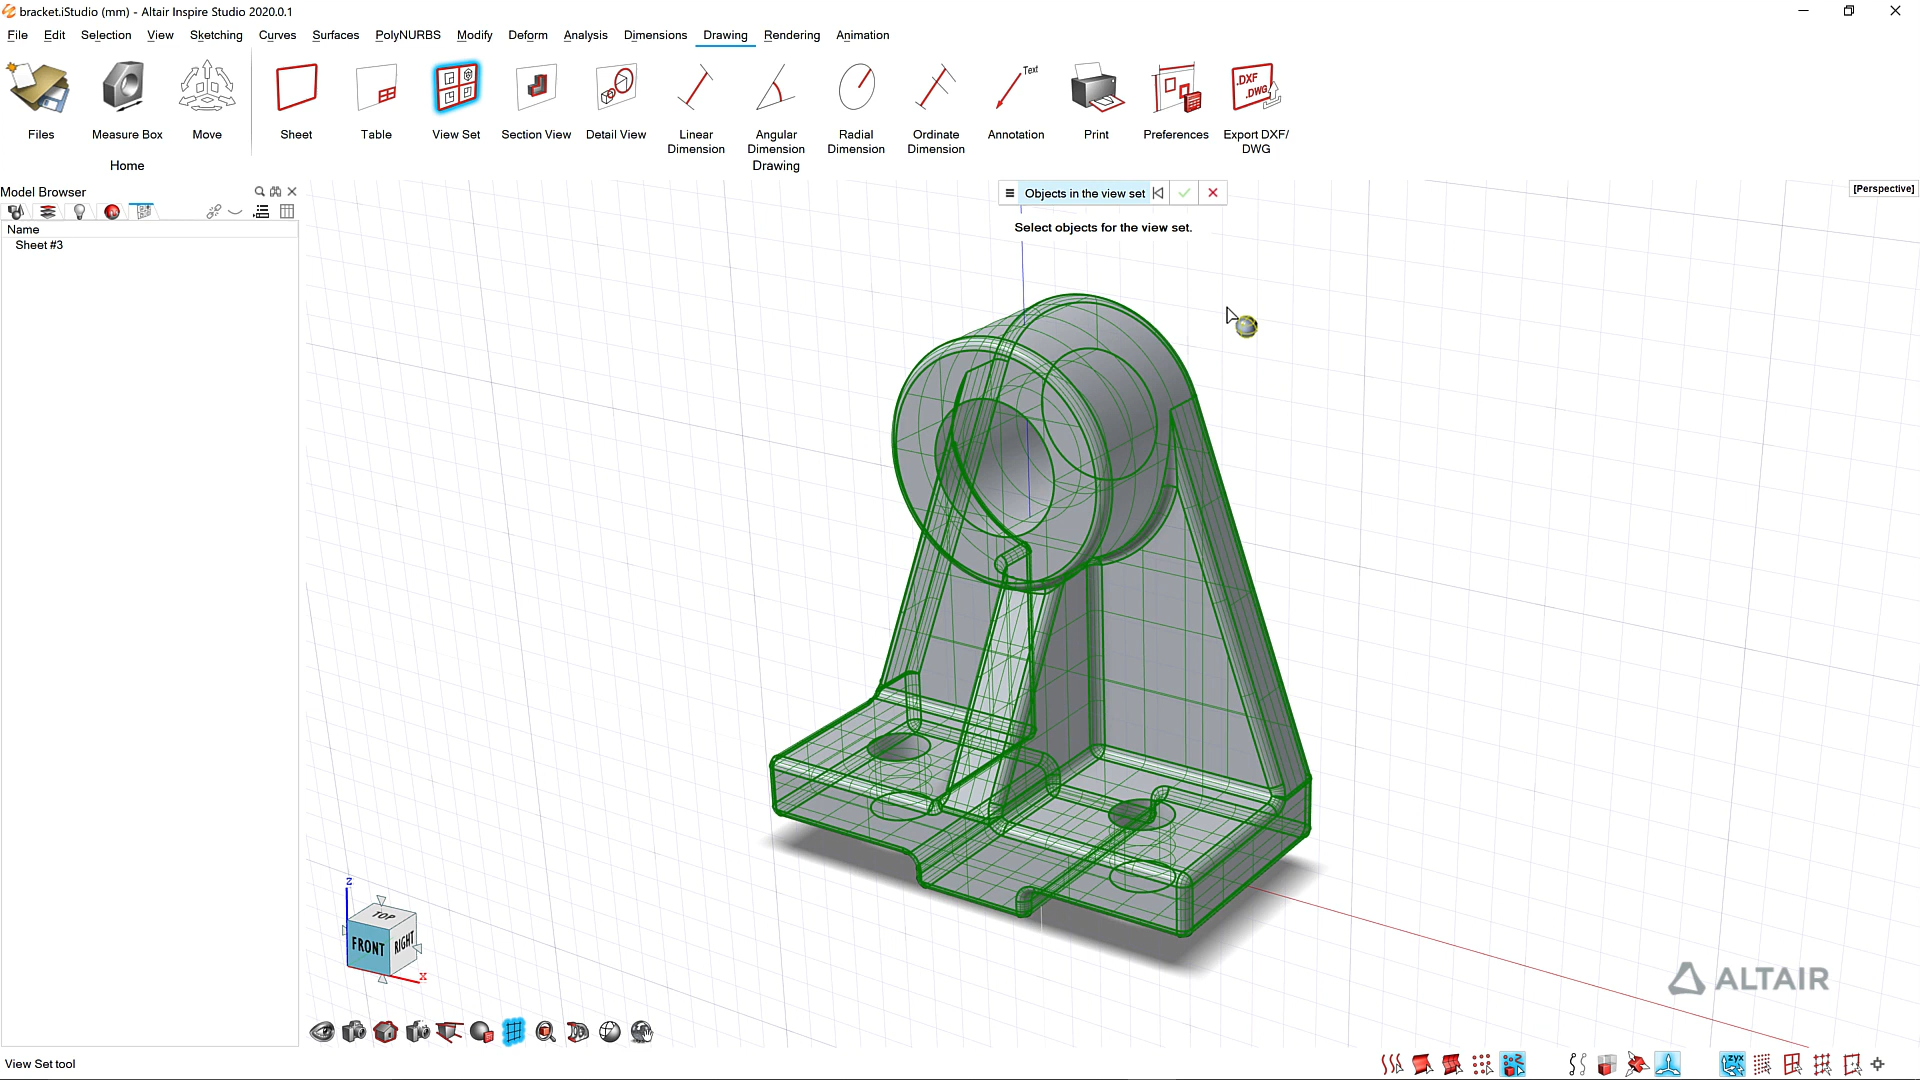 bracket.iStudio (mm) - Altair Inspire Studio 2020.0.1
File Edit Selection View Sketching Curves Surfaces PolyNURBS Modify Deform Analysis Dimensions Drawing Rendering Animation
Text
.DXF
.DWG
Files Measure Box Move Sheet Table View Set Section View Detail View Linear Dimension Angular Dimension Radial Dimension Ordinate Dimension Annotation Print Preferences Export DXF/ DWG
Home Drawing
Model Browser
Objects in the view set
[Perspective]
Name
Select objects for the view set.
Sheet #3
Z
TOP
FRONT RIGHT
X
ALTAIR
View Set tool
zyx